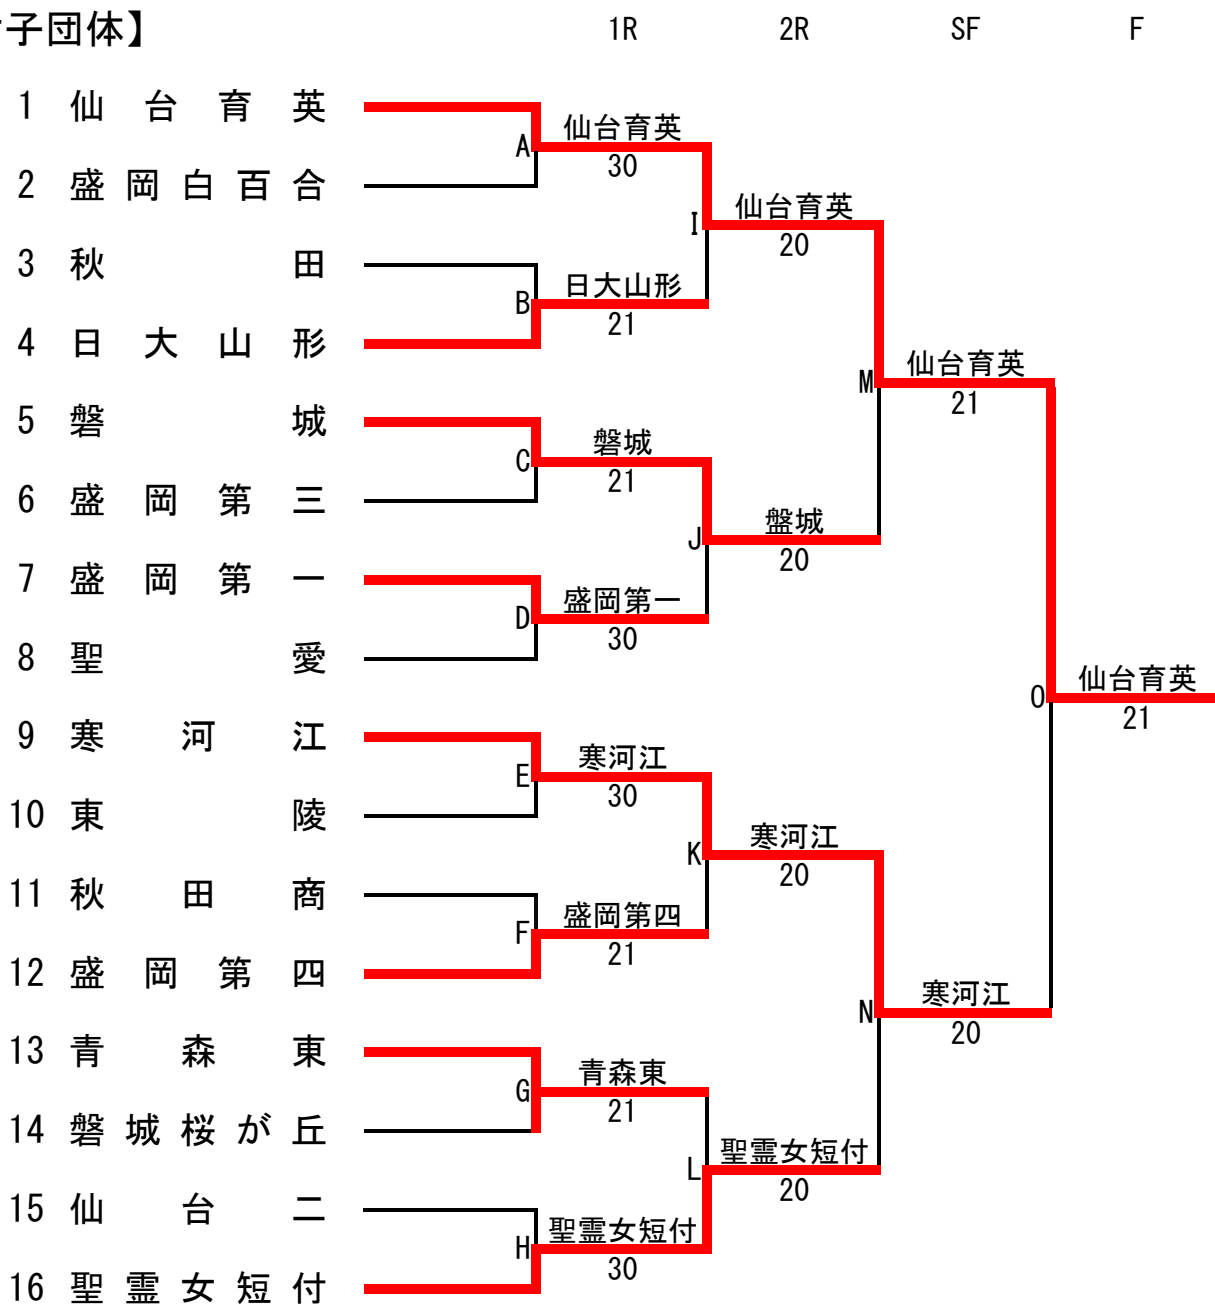 子団体】 1R 2R SF F
1 仙台育英
A 仙台育英
30
2 盛岡白百合
I 仙台育英
20
3 秋田
B 日大山形
21
4 日大山形
M 仙台育英
21
5 磐城
C 磐城
21
6 盛岡第三
J 盤城
20
7 盛岡第一
D 盛岡第一
30
8 聖愛
O 仙台育英
21
9 寒河江
E 寒河江
30
10 東陵
K 寒河江
20
11 秋田商
F 盛岡第四
21
12 盛岡第四
N 寒河江
20
13 青森東
G 青森東
21
14 磐城桜が丘
L 聖霊女短付
20
15 仙台二
H 聖霊女短付
30
16 聖霊女短付